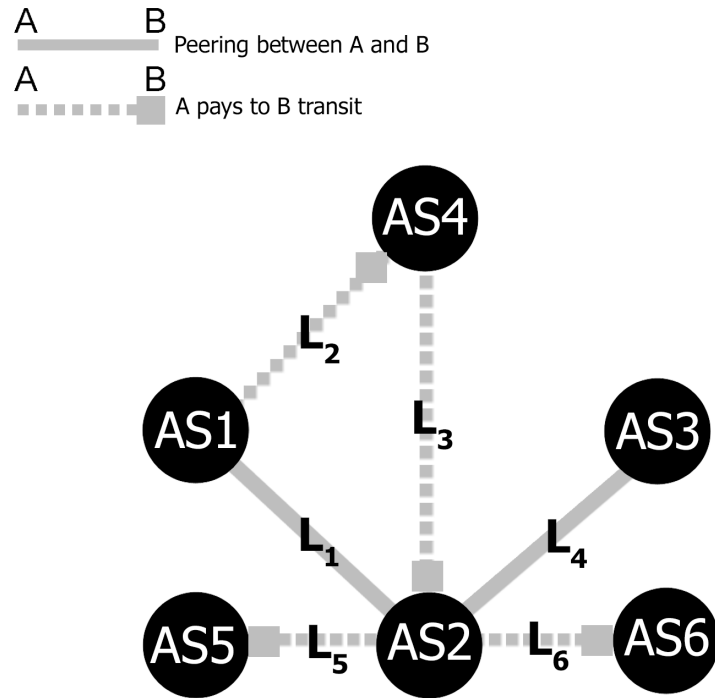 A B
Peering between A and B
A B
A pays to B transit
AS4
L2
L3
AS1
AS3
L1
L4
AS5
L5
AS2
L6
AS6